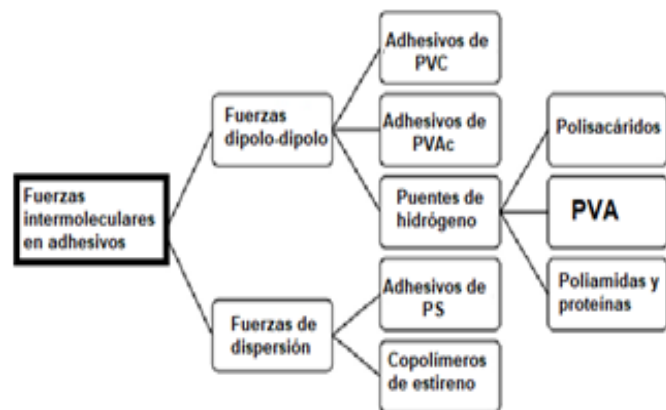 Fuerzas
intermoleculares
en adhesivos
Fuerzas
dipolo-dipolo
Adhesivos de
PVC
Adhesivos de
PVAc
Puentes de
hidrógeno
Polisacáridos
PVA
Poliamidas y
proteínas
Fuerzas de
dispersión
Adhesivos de
PS
Copolímeros
de estireno